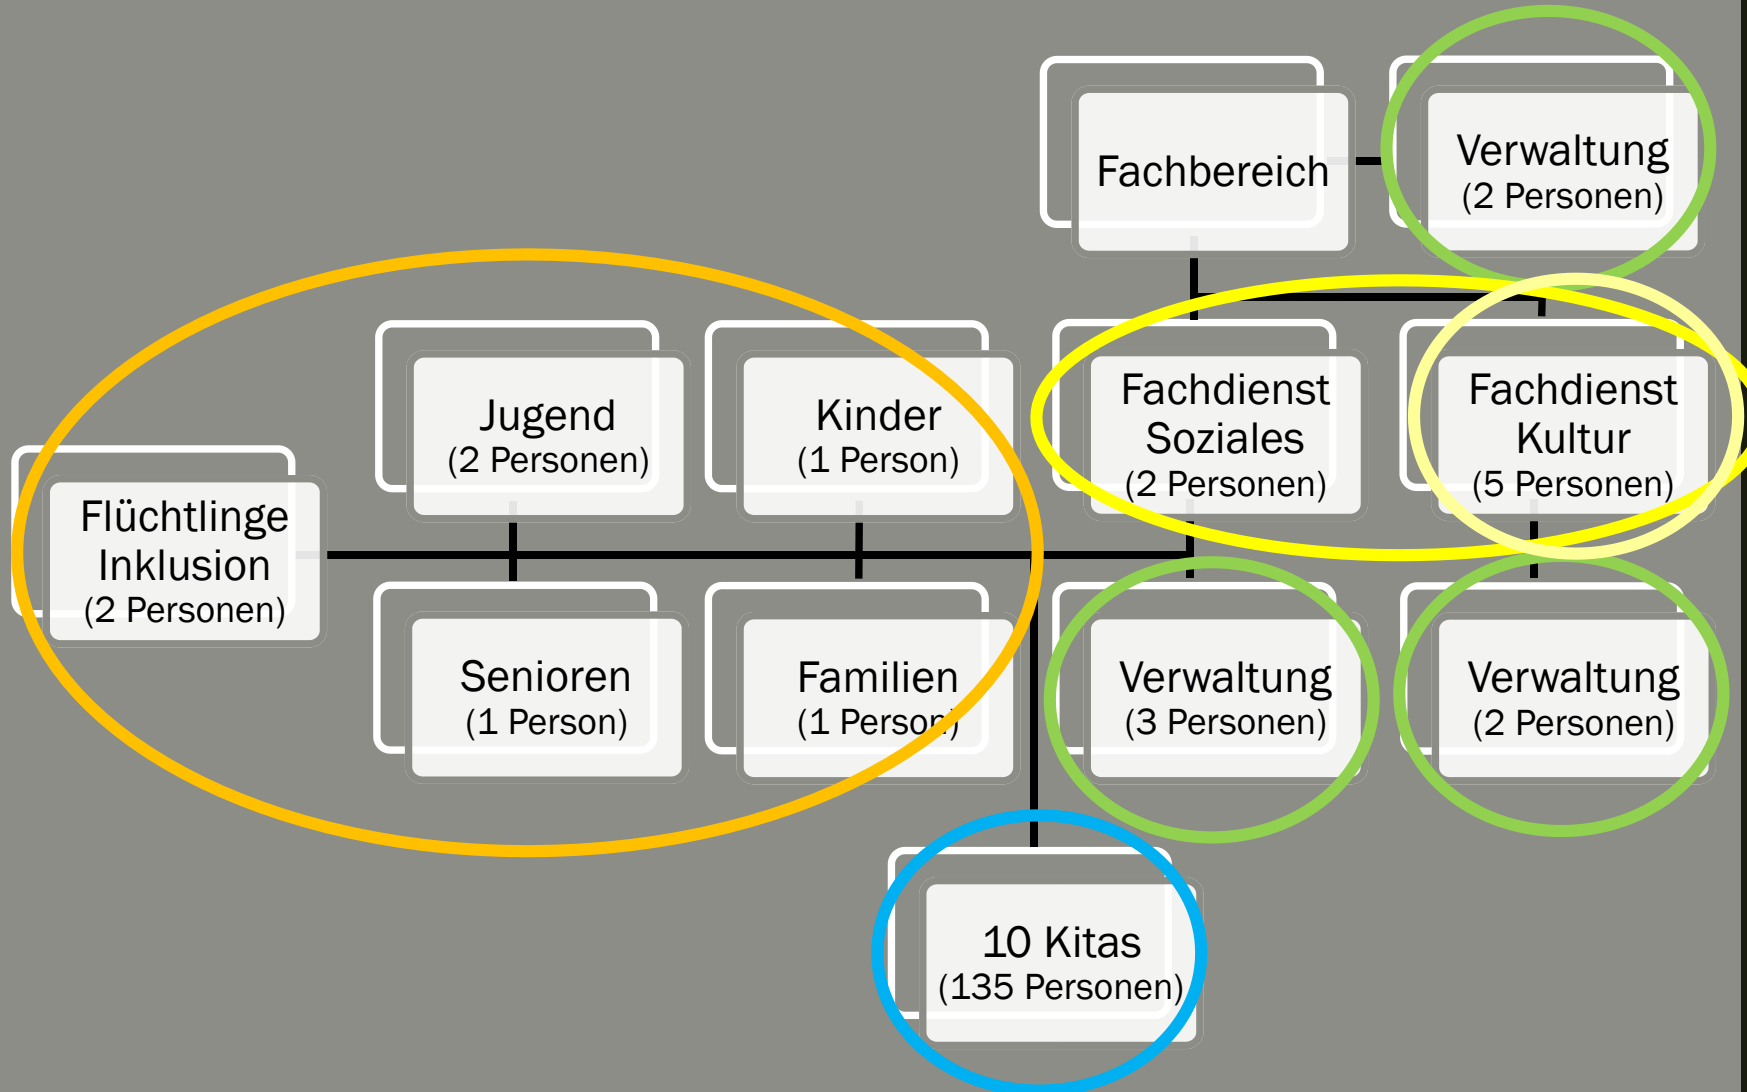 Fachbereich
Verwaltung
(2 Personen)
Flüchtlinge
Inklusion
(2 Personen)
Jugend
(2 Personen)
Kinder
(1 Person)
Fachdienst
Soziales
(2 Personen)
Fachdienst
Kultur
(5 Personen)
Senioren
(1 Person)
Familien
(1 Person)
Verwaltung
(3 Personen)
Verwaltung
(2 Personen)
10 Kitas
(135 Personen)